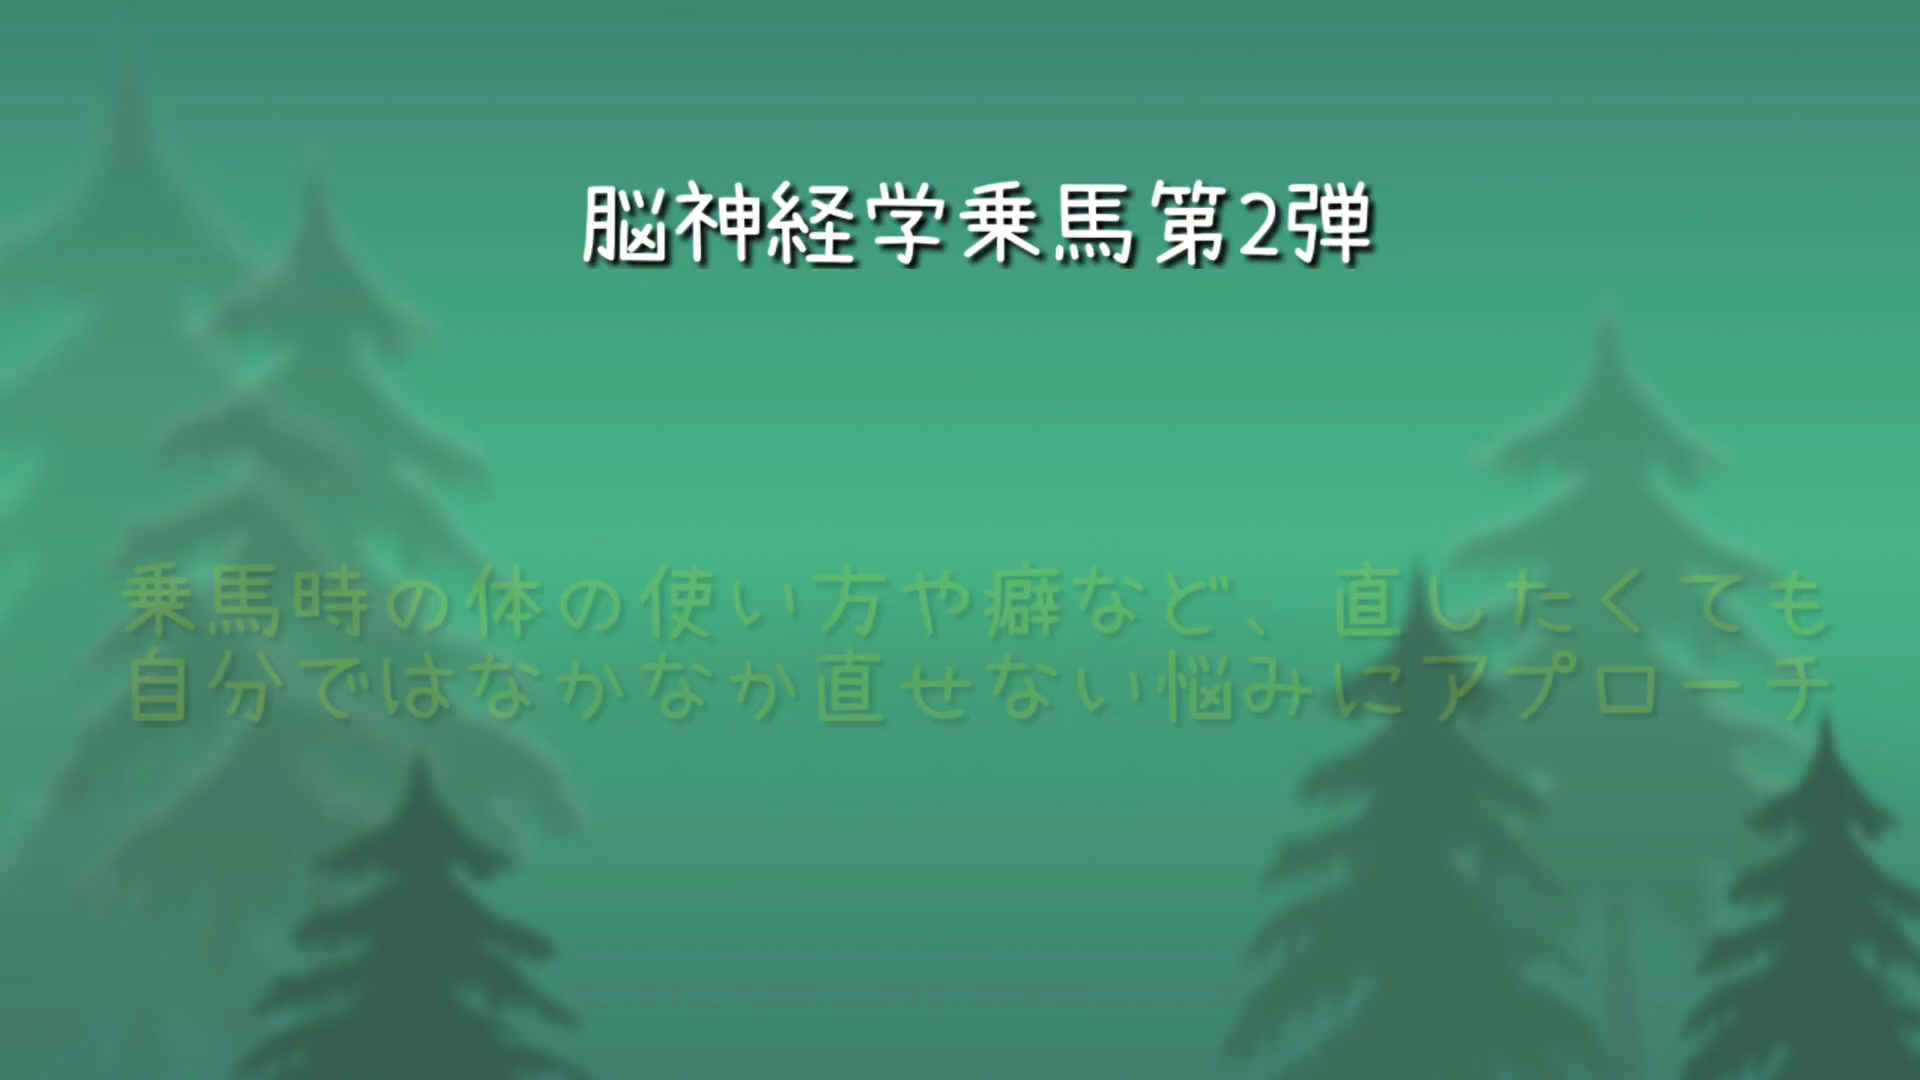 脳神経学乗馬第2弾
乗馬時の体の使い方や癖など、直したくても
自分ではなかなか直せない悩みにアプローチ